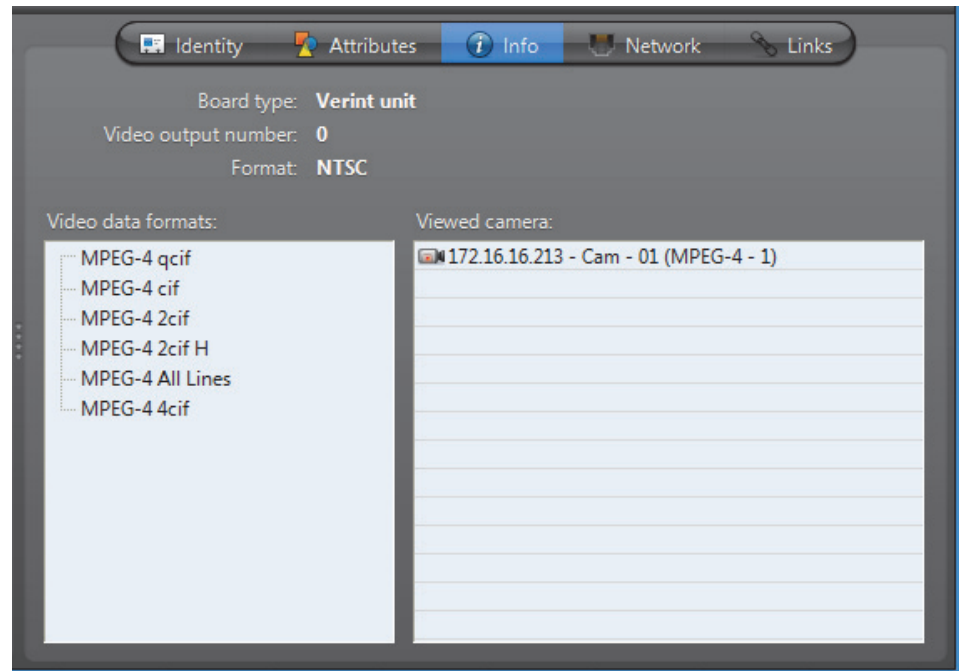 Identity Attributes Info Network Links
Board type: Verint unit
Video output number: 0
Format: NTSC
Video data formats:
MPEG-4 qcif
MPEG-4 cif
MPEG-4 2cif
MPEG-4 2cif H
MPEG-4 All Lines
MPEG-4 4cif
Viewed camera:
172.16.16.213 - Cam - 01 (MPEG-4 - 1)